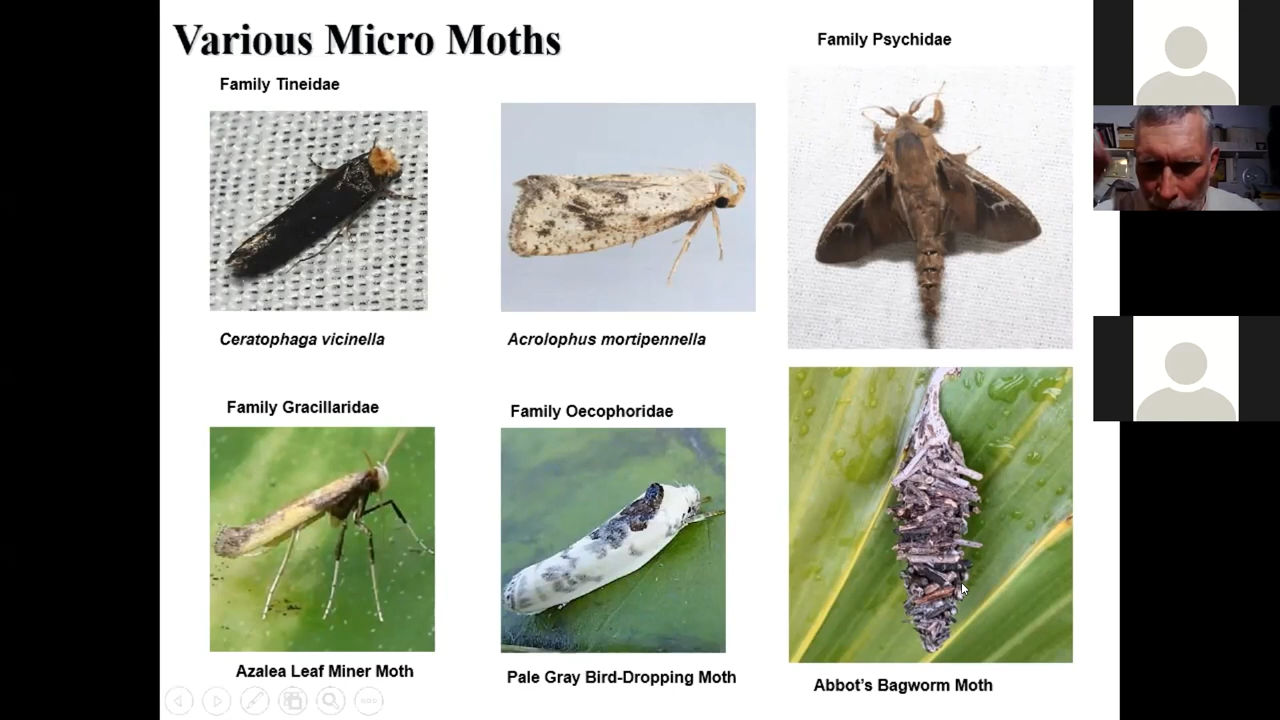 Various Micro Moths
Family Psychidae
Family Tineidae
Ceratophaga vicinella
Acrolophus mortipennella
Family Gracillaridae
Family Oecophoridae
Azalea Leaf Miner Moth
Pale Gray Bird-Dropping Moth
Abbot's Bagworm Moth